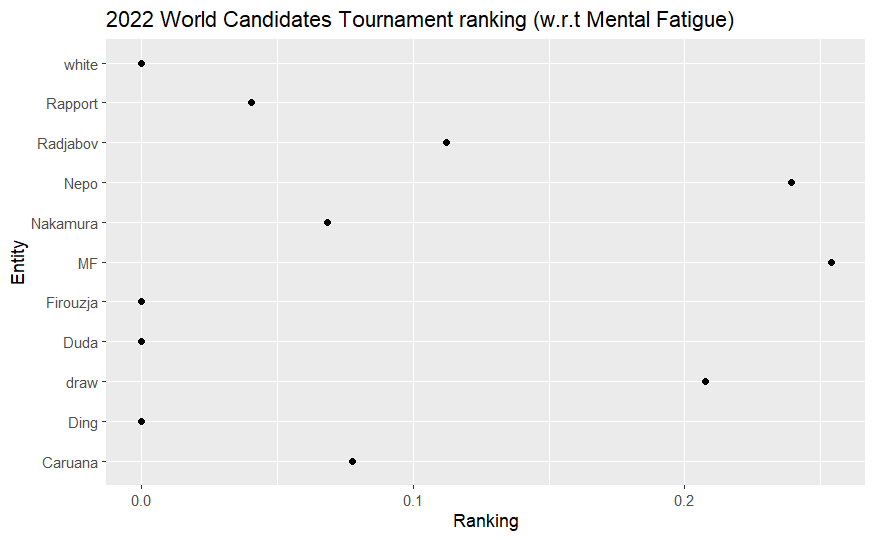 2022 World Candidates Tournament ranking (w.r.t Mental Fatigue)
white
Rapport
Radjabov
Nepo
Nakamura
MF
Firouzja
Duda
draw
Ding
Caruana
Entity
0.0 0.1 0.2
Ranking